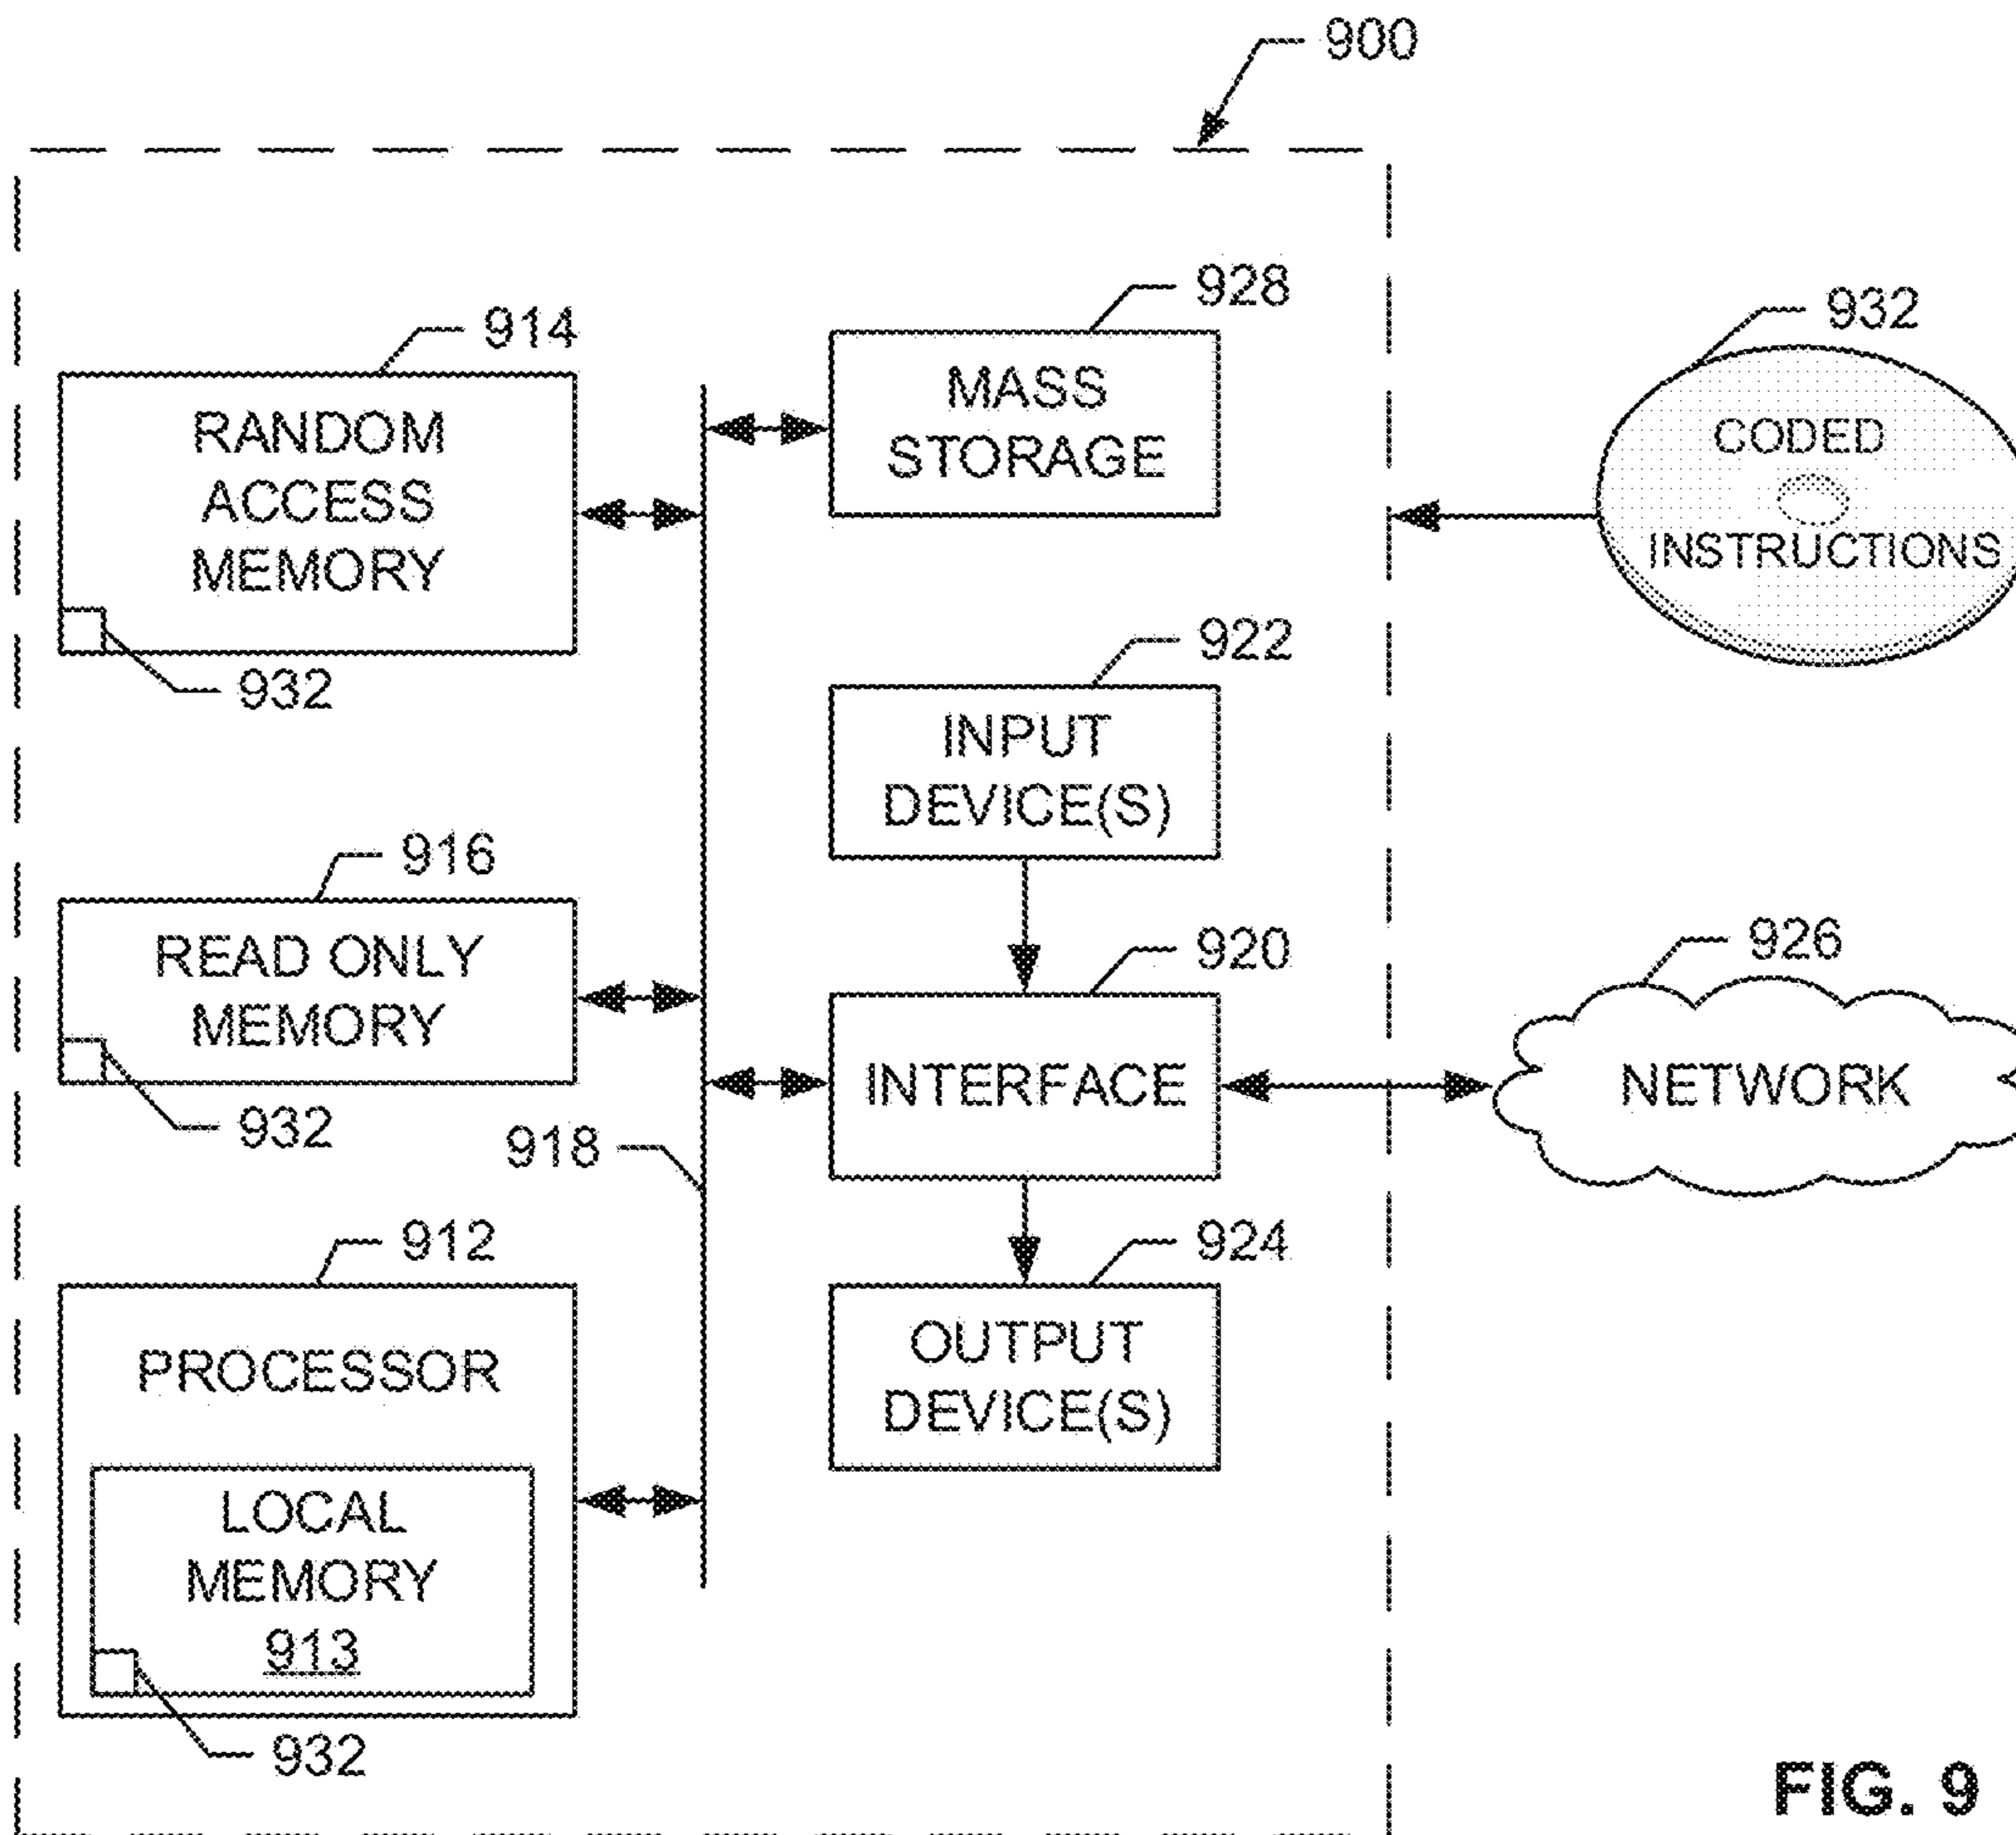 900
928
932
914
MASS
STORAGE
RANDOM
ACCESS
MEMORY
CODED
INSTRUCTIONS
932
922
INPUT
DEVICE(S)
916
READ ONLY
MEMORY
920
926
INTERFACE
NETWORK
932
918
912
924
PROCESSOR
OUTPUT
DEVICE(S)
LOCAL
MEMORY
913
932
FIG. 9